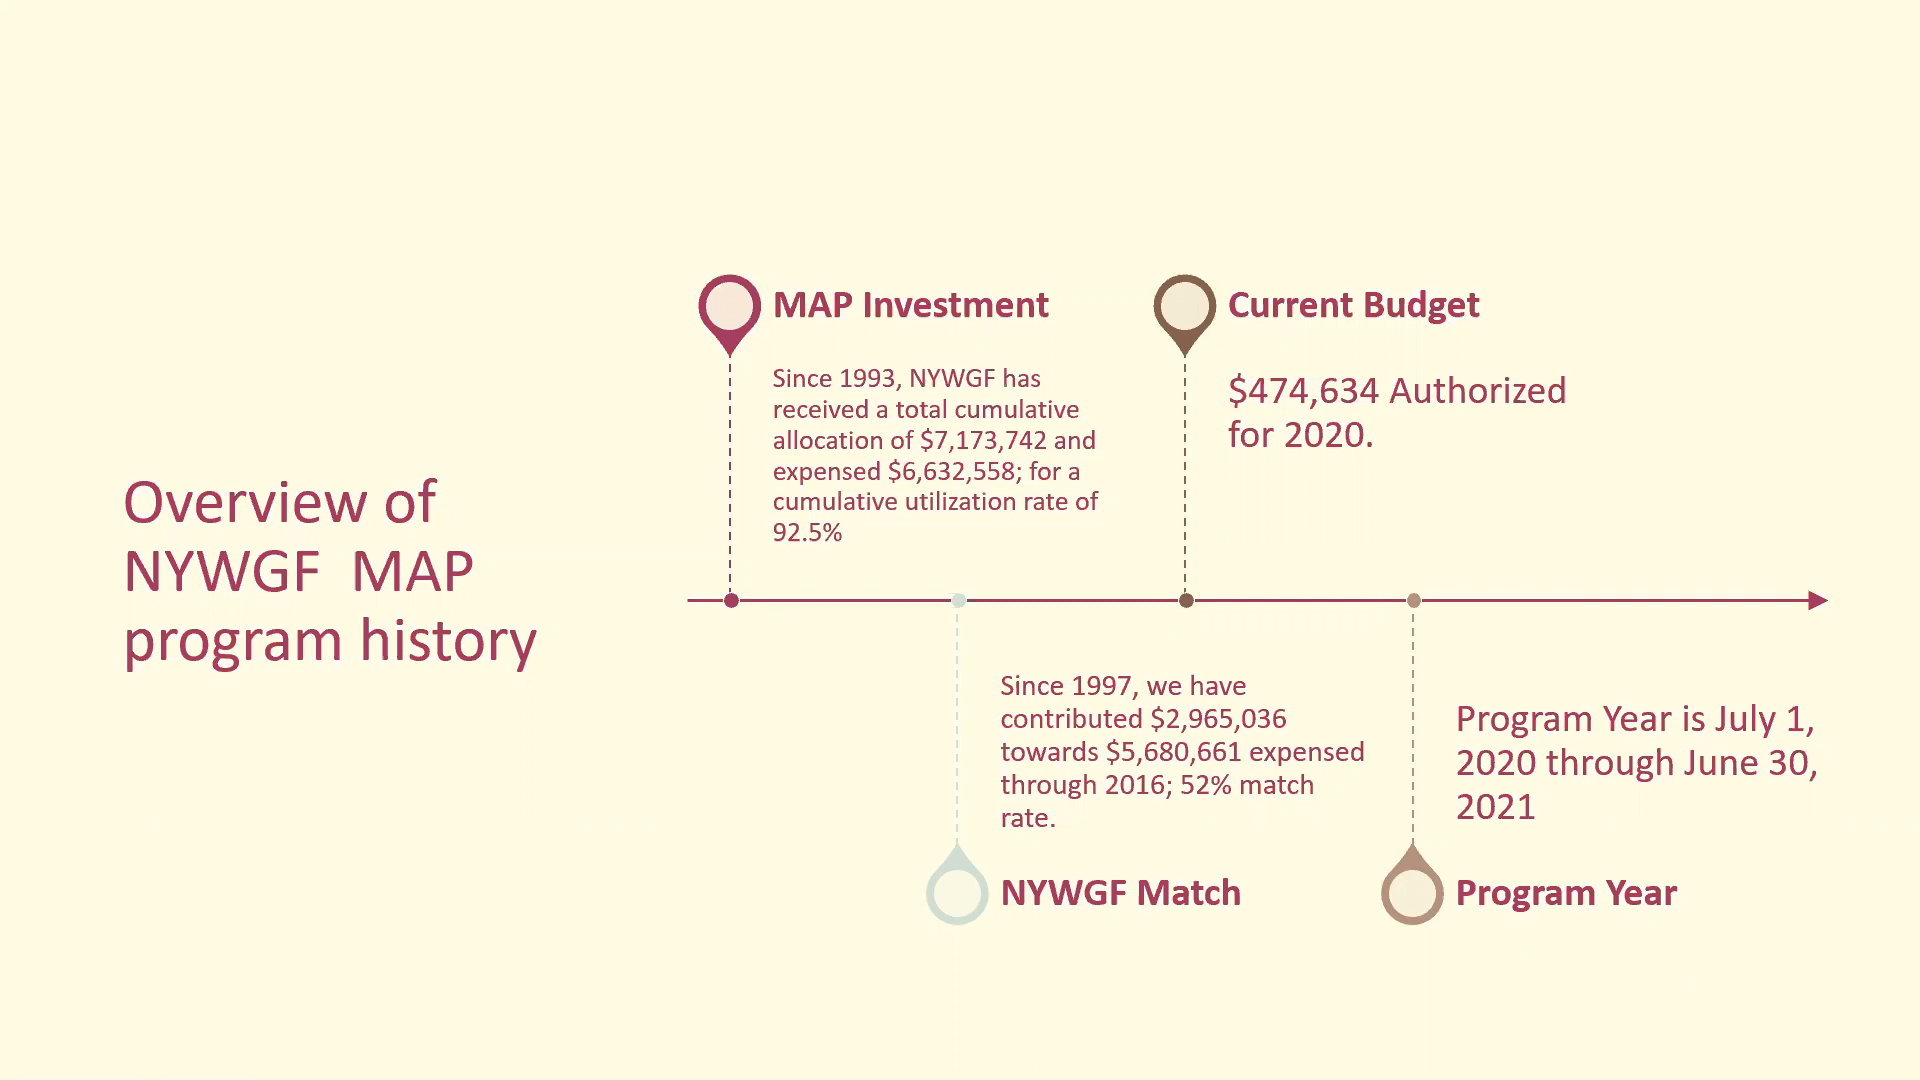 Overview of
NYWGF  MAP
program history
MAP Investment
Since 1993, NYWGF has
received a total cumulative
allocation of $7,173,742 and
expensed $6,632,558; for a
cumulative utilization rate of
92.5%
Since 1997, we have
contributed $2,965,036
towards $5,680,661 expensed
through 2016; 52% match
rate.
NYWGF Match
Current Budget
$474,634 Authorized
for 2020.
Program Year is July 1,
2020 through June 30,
2021
Program Year